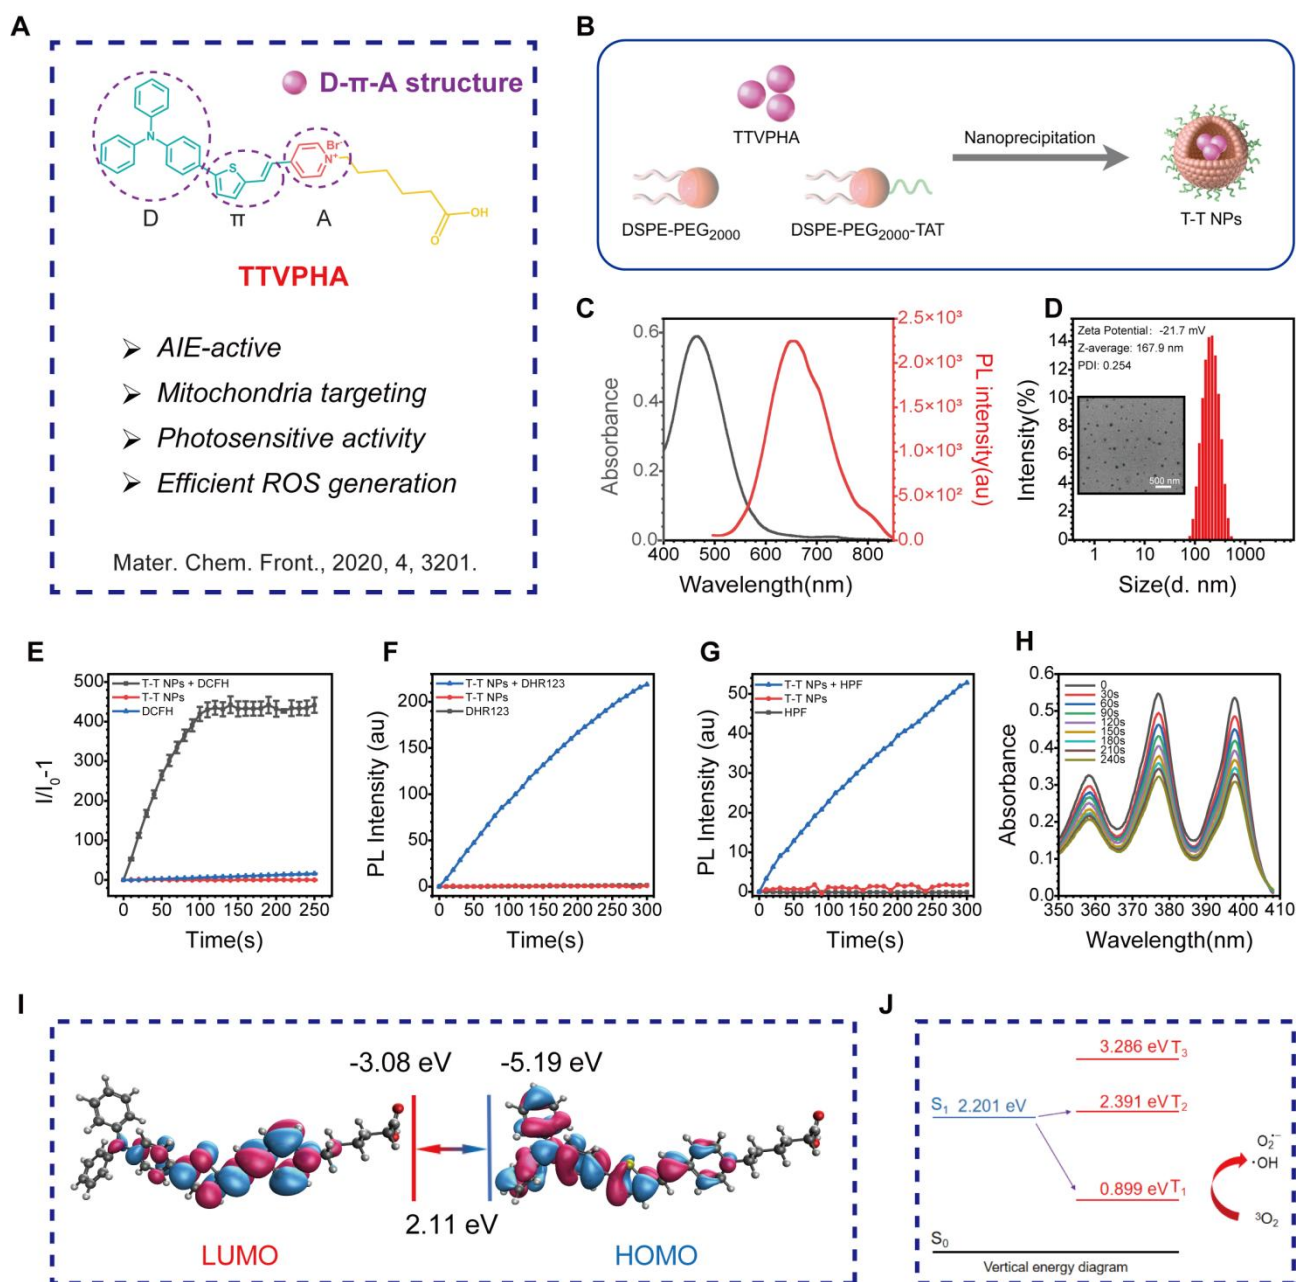 A
D-π-A structure
N
S
Br-
N+
OH
O
D
π
A
TTVPHA
➢ AIE-active
➢ Mitochondria targeting
➢ Photosensitive activity
➢ Efficient ROS generation
Mater. Chem. Front., 2020, 4, 3201.
B
TTVPHA
DSPE-PEG2000
DSPE-PEG2000-TAT
Nanoprecipitation
T-T NPs
C
Absorbance
0.6
0.4
0.2
0.0
2.5×10³
2.0×10³
1.5×10³
1.0×10³
5.0×10²
0.0
PL intensity(au)
400 500 600 700 800
Wavelength(nm)
D
Zeta Potential: -21.7 mV
Z-average: 167.9 nm
PDI: 0.254
500 nm
Intensity(%)
14
12
10
8
6
4
2
0
1 10 100 1000
Size(d. nm)
E
T-T NPs + DCFH
T-T NPs
DCFH
I/I0-1
500
400
300
200
100
0
0 50 100 150 200 250
Time(s)
F
T-T NPs + DHR123
T-T NPs
DHR123
PL Intensity (au)
200
150
100
50
0
0 50 100 150 200 250 300
Time(s)
G
T-T NPs + HPF
T-T NPs
HPF
PL Intensity (au)
50
40
30
20
10
0
0 50 100 150 200 250 300
Time(s)
H
0
30s
60s
90s
120s
150s
180s
210s
240s
Absorbance
0.6
0.5
0.4
0.3
0.2
0.1
0.0
350 360 370 380 390 400 410
Wavelength(nm)
I
-3.08 eV
-5.19 eV
2.11 eV
LUMO
HOMO
J
3.286 eV T3
S1 2.201 eV
2.391 eV T2
0.899 eV T1
O2·−
·OH
³O2
S0
Vertical energy diagram